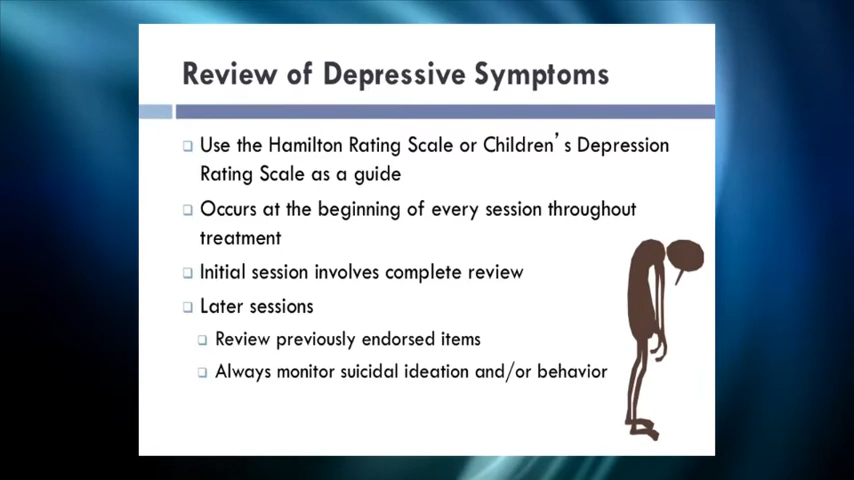 Review of Depressive Symptoms
Use the Hamilton Rating Scale or Children's Depression
Rating Scale as a guide
Occurs at the beginning of every session throughout
treatment
Initial session involves complete review
Later sessions
Review previously endorsed items
Always monitor suicidal ideation and/or behavior